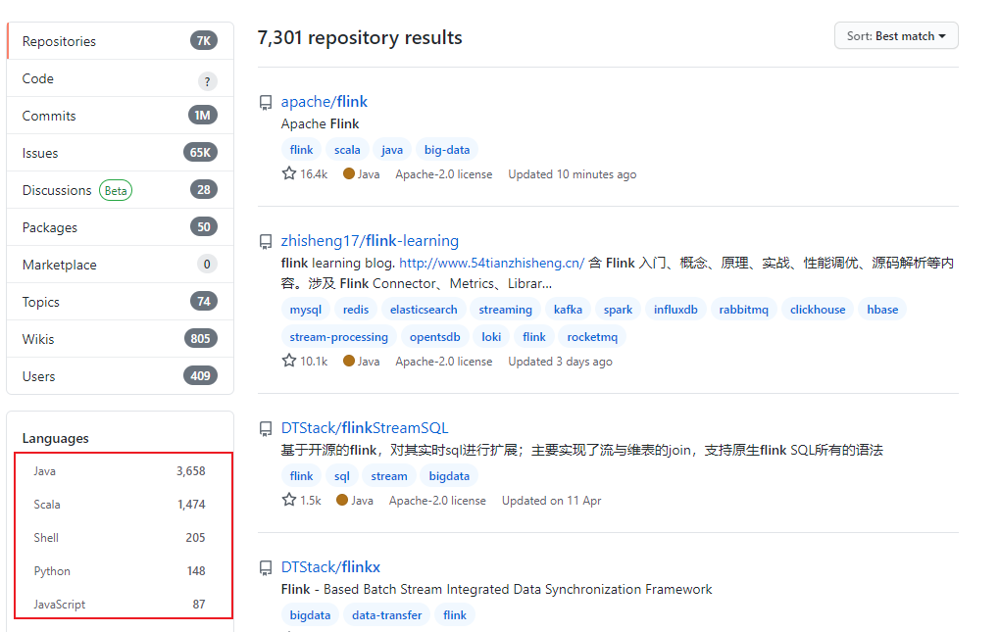 Repositories 7K
Code ?
Commits 1M
Issues 65K
Discussions Beta 28
Packages 50
Marketplace 0
Topics 74
Wikis 805
Users 409
Languages
Java 3,658
Scala 1,474
Shell 205
Python 148
JavaScript 87
7,301 repository results
Sort: Best match
apache/flink
Apache Flink
flink scala java big-data
16.4k Java Apache-2.0 license Updated 10 minutes ago
zhisheng17/flink-learning
flink learning blog. http://www.54tianzhisheng.cn/ 含 Flink 入门、概念、原理、实战、性能调优、源码解析等内
容。涉及 Flink Connector、Metrics、Librar...
mysql redis elasticsearch streaming kafka spark influxdb rabbitmq clickhouse hbase
stream-processing opentsdb loki flink rocketmq
10.1k Java Apache-2.0 license Updated 3 days ago
DTStack/flinkStreamSQL
基于开源的flink，对其实时sql进行扩展；主要实现了流与维表的join，支持原生flink SQL所有的语法
flink sql stream bigdata
1.5k Java Apache-2.0 license Updated on 11 Apr
DTStack/flinkx
Flink - Based Batch Stream Integrated Data Synchronization Framework
bigdata data-transfer flink